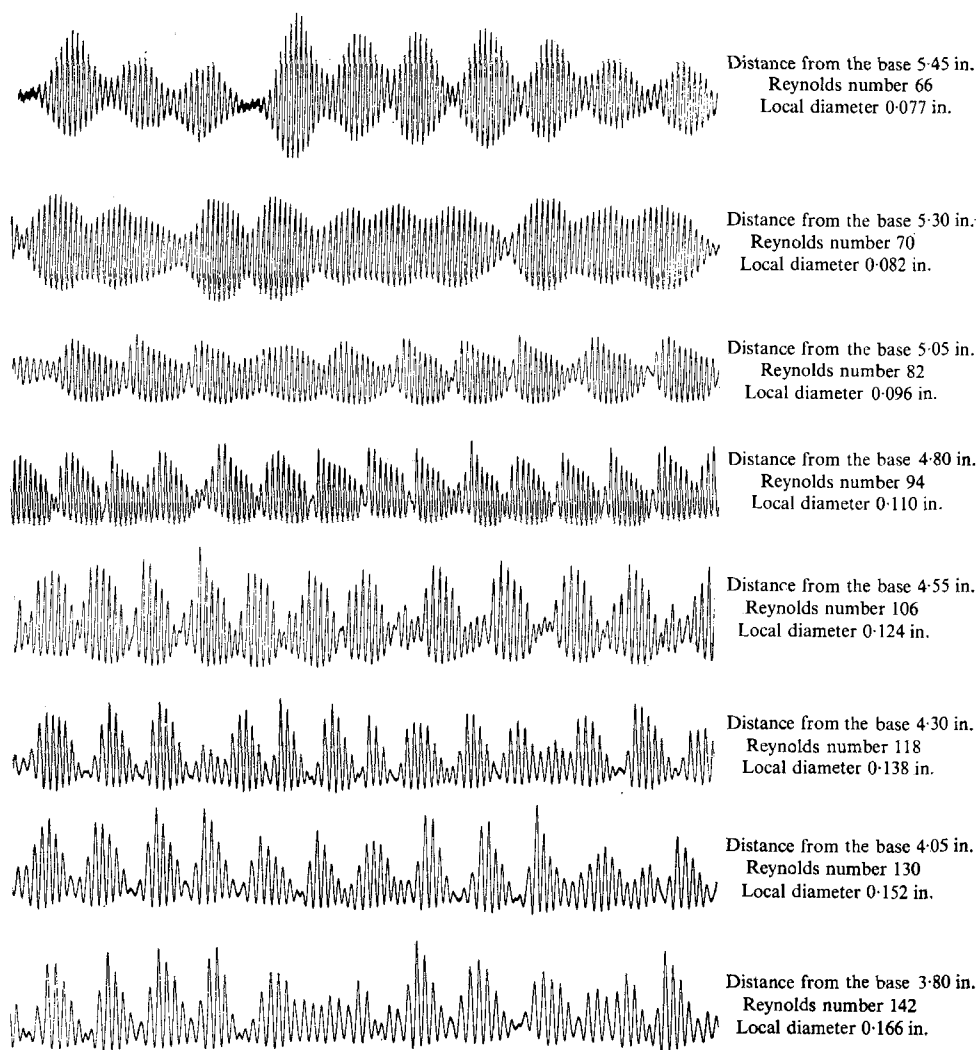 Distance from the base 5·45 in.
Reynolds number 66
Local diameter 0·077 in.
Distance from the base 5·30 in.
Reynolds number 70
Local diameter 0·082 in.
Distance from the base 5·05 in.
Reynolds number 82
Local diameter 0·096 in.
Distance from the base 4·80 in.
Reynolds number 94
Local diameter 0·110 in.
Distance from the base 4·55 in.
Reynolds number 106
Local diameter 0·124 in.
Distance from the base 4·30 in.
Reynolds number 118
Local diameter 0·138 in.
Distance from the base 4·05 in.
Reynolds number 130
Local diameter 0·152 in.
Distance from the base 3·80 in.
Reynolds number 142
Local diameter 0·166 in.